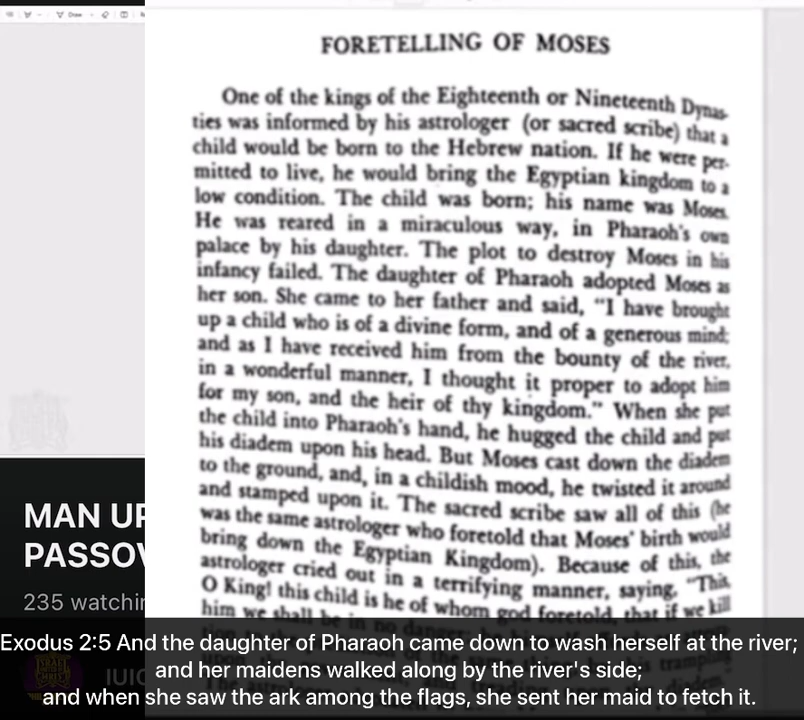 Draw
FORETELLING OF MOSES
One of the kings of the Eighteenth or Nineteenth Dynas-
ties was informed by his astrologer (or sacred scribe) that a
child would be born to the Hebrew nation. If he were per-
mitted to live, he would bring the Egyptian kingdom to a
low condition. The child was born; his name was Moses.
He was reared in a miraculous way, in Pharaoh's own
palace by his daughter. The plot to destroy Moses in his
infancy failed. The daughter of Pharaoh adopted Moses as
her son. She came to her father and said, "I have brought
up a child who is of a divine form, and of a generous mind;
and as I have received him from the bounty of the river,
in a wonderful manner, I thought it proper to adopt him
for my son, and the heir of thy kingdom." When she put
the child into Pharaoh's hand, he hugged the child and put
his diadem upon his head. But Moses cast down the diadem
to the ground, and, in a childish mood, he twisted it around
and stamped upon it. The sacred scribe saw all of this (he
was the same astrologer who foretold that Moses' birth would
bring down the Egyptian Kingdom). Because of this, the
astrologer cried out in a terrifying manner, saying, "This,
O King! this child is he of whom god foretold, that if we kill
him we shall be in no danger;
MAN UP
PASSOV
235 watchin
IUIC
Exodus 2:5 And the daughter of Pharaoh came down to wash herself at the river;
and her maidens walked along by the river's side;
and when she saw the ark among the flags, she sent her maid to fetch it.